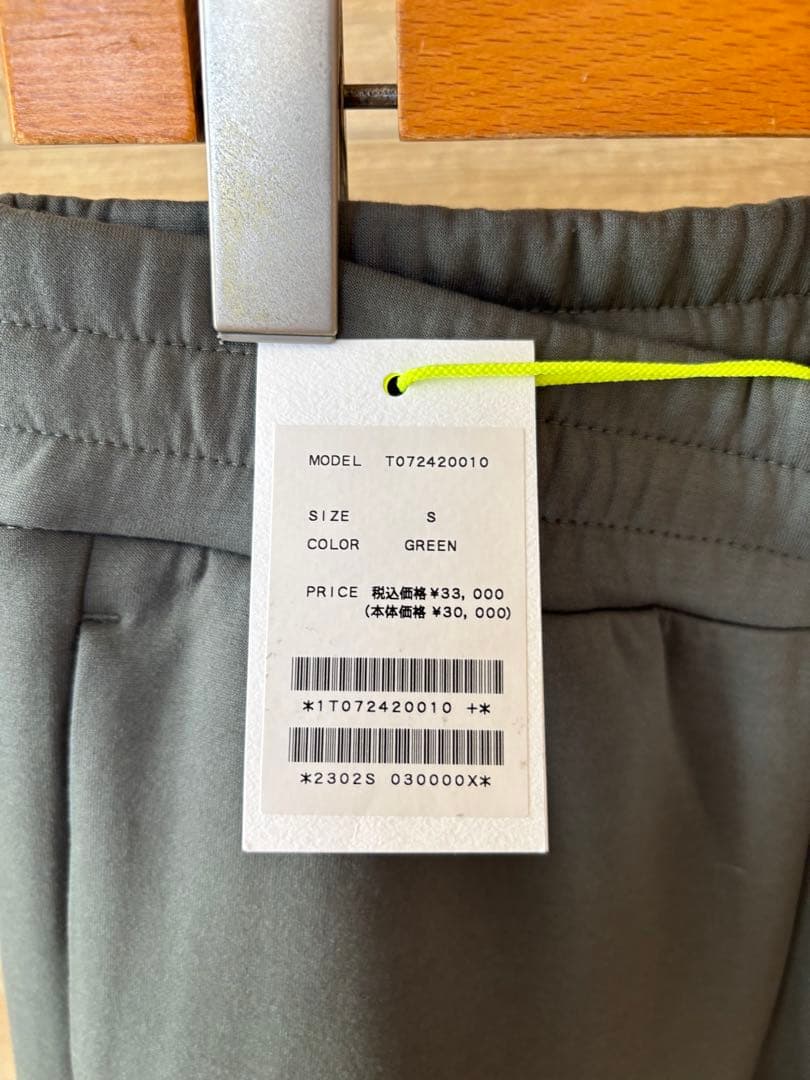 MODEL T072420010
SIZE S
COLOR GREEN
PRICE 税込価格 ¥33,000
(本体価格 ¥30,000)
*1T072420010 +*
*2302S 030000X*